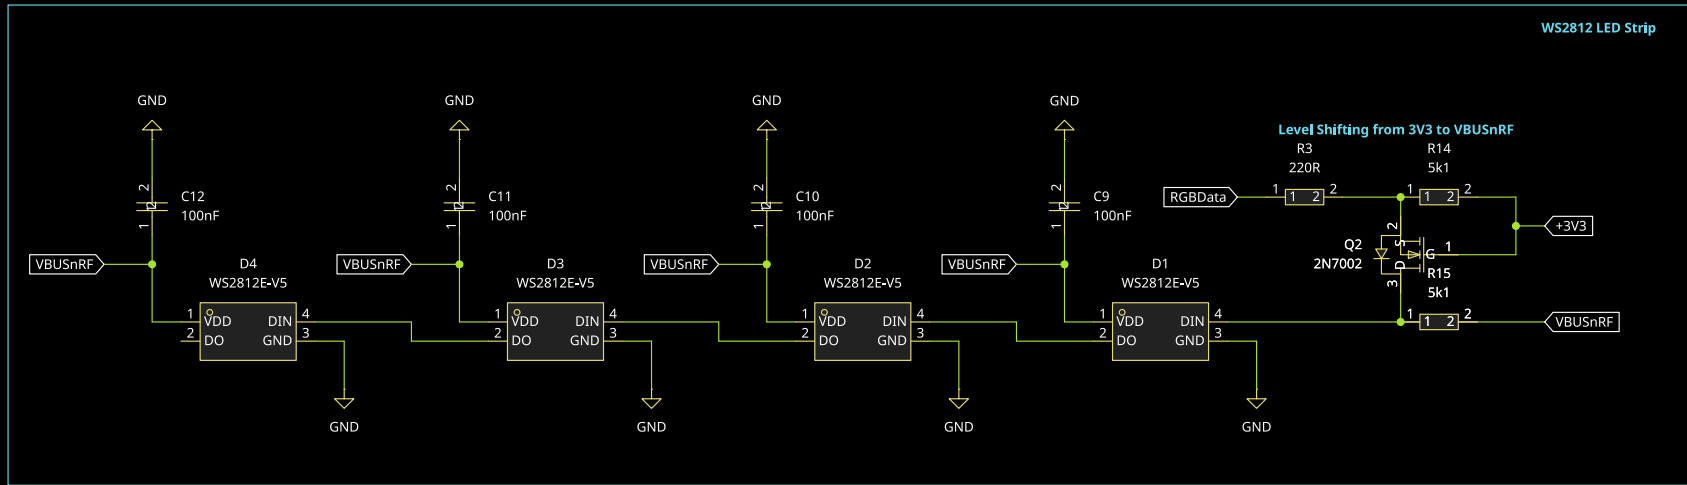 WS2812 LED Strip
GND
GND
GND
GND
Level Shifting from 3V3 to VBUSnRF
R3
220R
R14
5k1
2
C12
100nF
1
2
C11
100nF
1
2
C10
100nF
1
2
C9
100nF
1
RGBData
1
1 2
2
1
1 2
2
+3V3
Q2
2N7002
2
S
G
1
D
3
R15
5k1
VBUSnRF
VBUSnRF
VBUSnRF
VBUSnRF
D4
WS2812E-V5
D3
WS2812E-V5
D2
WS2812E-V5
D1
WS2812E-V5
1 VDD DIN 4
2 DO GND 3
1 VDD DIN 4
2 DO GND 3
1 VDD DIN 4
2 DO GND 3
1 VDD DIN 4
2 DO GND 3
1
1 2
2
VBUSnRF
GND
GND
GND
GND